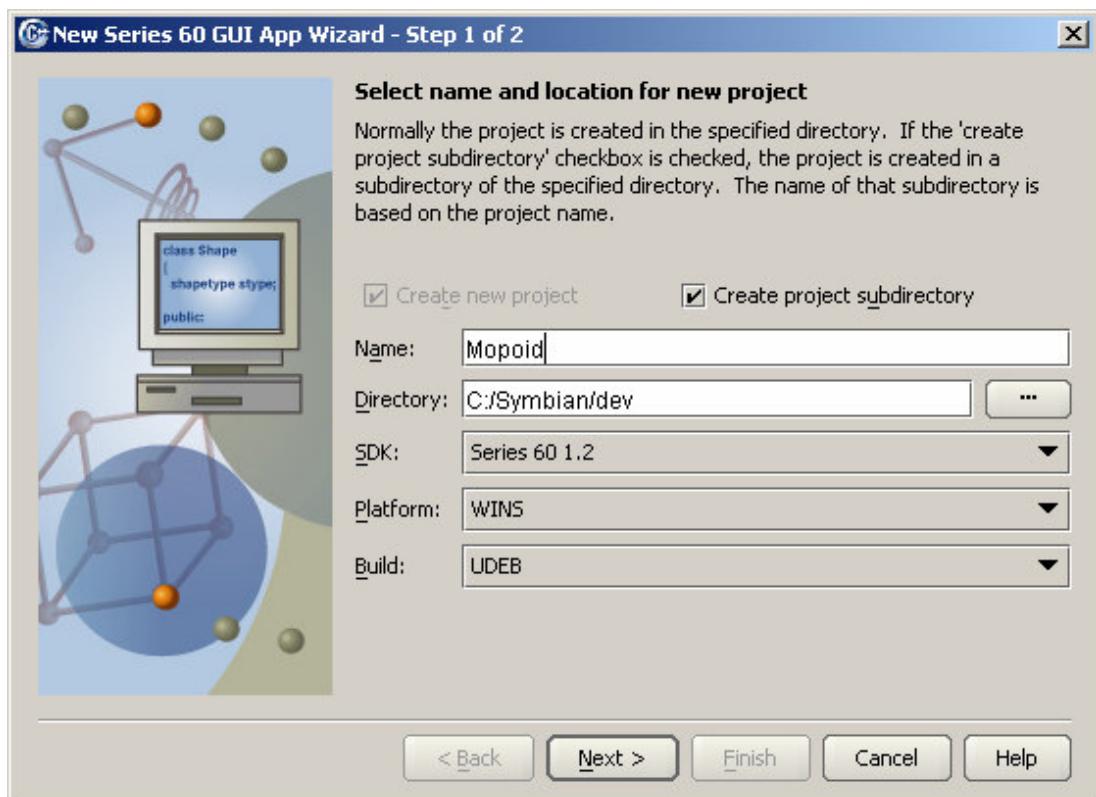 C++ New Series 60 GUI App Wizard - Step 1 of 2
Select name and location for new project
Normally the project is created in the specified directory. If the 'create
project subdirectory' checkbox is checked, the project is created in a
subdirectory of the specified directory. The name of that subdirectory is
based on the project name.
class Shape
{
shapetype stype;
public:
Create new project Create project subdirectory
Name: Mopoid
Directory: C:/Symbian/dev ...
SDK: Series 60 1.2
Platform: WINS
Build: UDEB
< Back Next > Finish Cancel Help